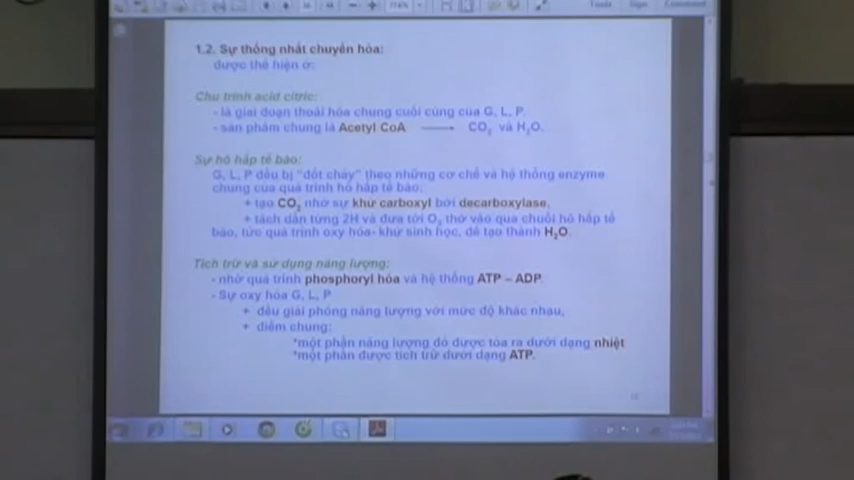 1.2. Sự thống nhất chuyển hóa:
được thể hiện ở:
Chu trình acid citric:
- là giai đoạn thoái hóa chung cuối cùng của G, L, P.
- sản phẩm chung là Acetyl CoA → CO₂ và H₂O.
Sự hô hấp tế bào:
G, L, P đều bị "đốt cháy" theo những cơ chế và hệ thống enzyme
chung của quá trình hô hấp tế bào:
+ tạo CO₂ nhờ sự khử carboxyl bởi decarboxylase.
+ tách dần từng 2H và đưa tới O₂ thở vào qua chuỗi hô hấp tế
bào, tức quá trình oxy hóa- khử sinh học, để tạo thành H₂O.
Tích trữ và sử dụng năng lượng:
- nhờ quá trình phosphoryl hóa và hệ thống ATP – ADP.
- Sự oxy hóa G, L, P
+ đều giải phóng năng lượng với mức độ khác nhau,
+ điểm chung:
*một phần năng lượng đó được tỏa ra dưới dạng nhiệt
*một phần được tích trữ dưới dạng ATP.